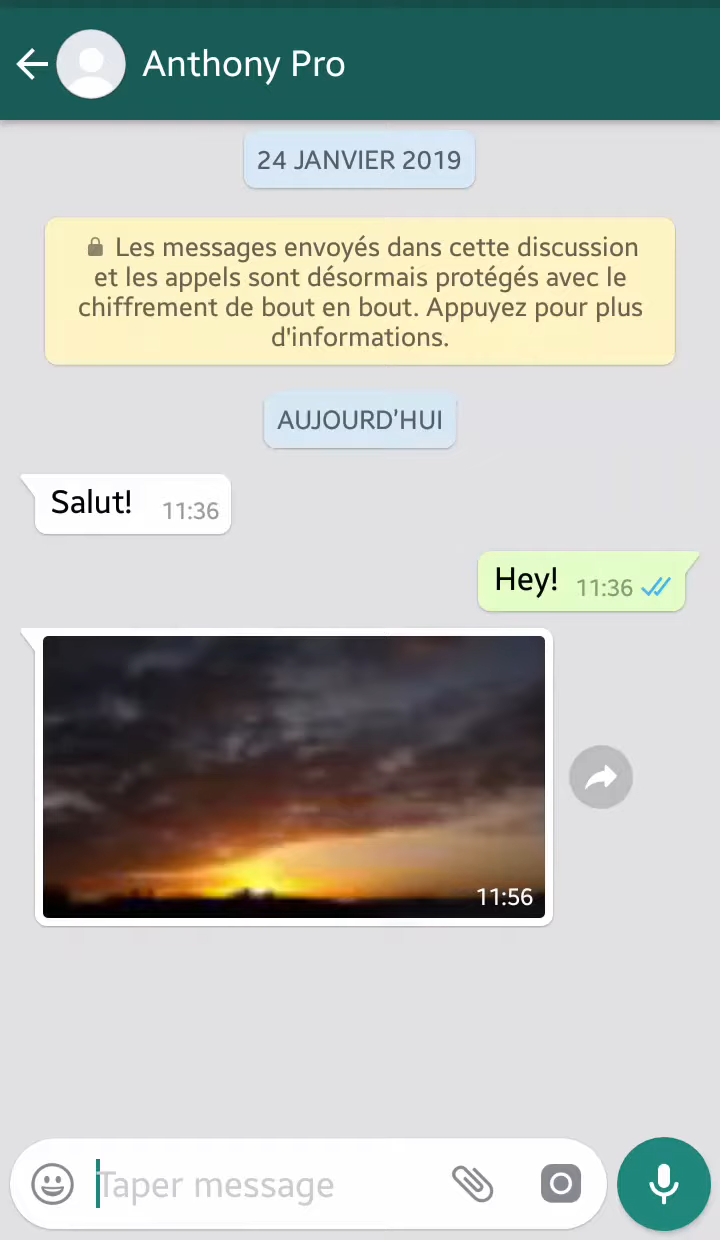 Anthony Pro
24 JANVIER 2019
Les messages envoyés dans cette discussion
et les appels sont désormais protégés avec le
chiffrement de bout en bout. Appuyez pour plus
d'informations.
AUJOURD'HUI
Salut! 11:36
Hey! 11:36
11:56
Taper message